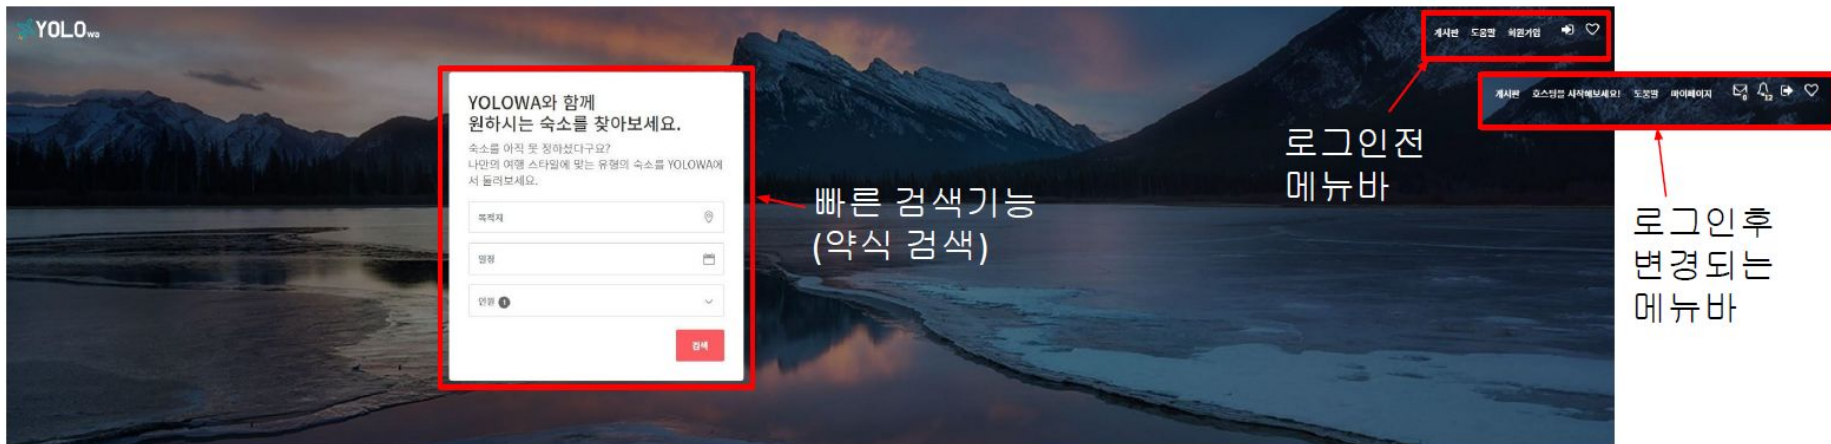 YOLOwa
게시판 도움말 회원가입
게시판 호스팅을 시작해보세요! 도움말 마이페이지 0 12
YOLOWA와 함께
원하시는 숙소를 찾아보세요.
숙소를 아직 못 정하셨다구요?
나만의 여행 스타일에 맞는 유형의 숙소를 YOLOWA에
서 둘러보세요.
목적지
일정
인원 1
검색
빠른 검색기능
(약식 검색)
로그인전
메뉴바
로그인후
변경되는
메뉴바